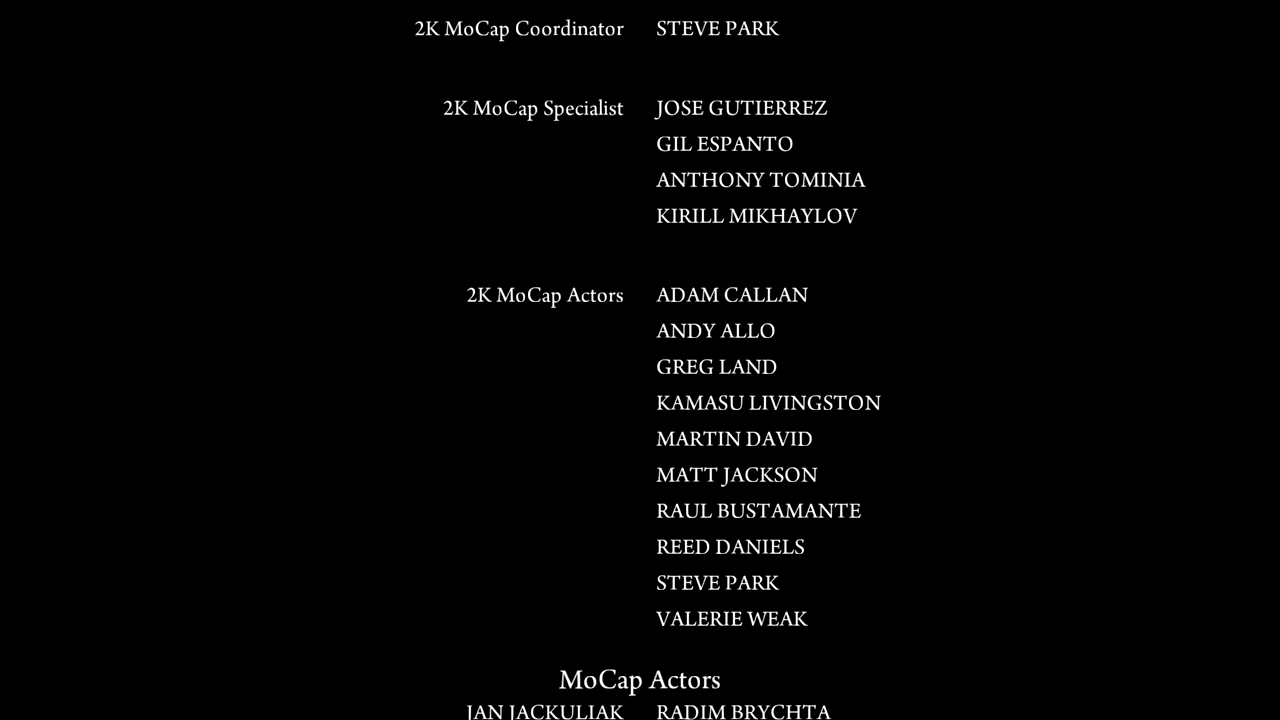 2K MoCap Coordinator STEVE PARK
2K MoCap Specialist JOSE GUTIERREZ
GIL ESPANTO
ANTHONY TOMINIA
KIRILL MIKHAYLOV
2K MoCap Actors ADAM CALLAN
ANDY ALLO
GREG LAND
KAMASU LIVINGSTON
MARTIN DAVID
MATT JACKSON
RAUL BUSTAMANTE
REED DANIELS
STEVE PARK
VALERIE WEAK
MoCap Actors
JAN JACKULIAK RADIM BRYCHTA